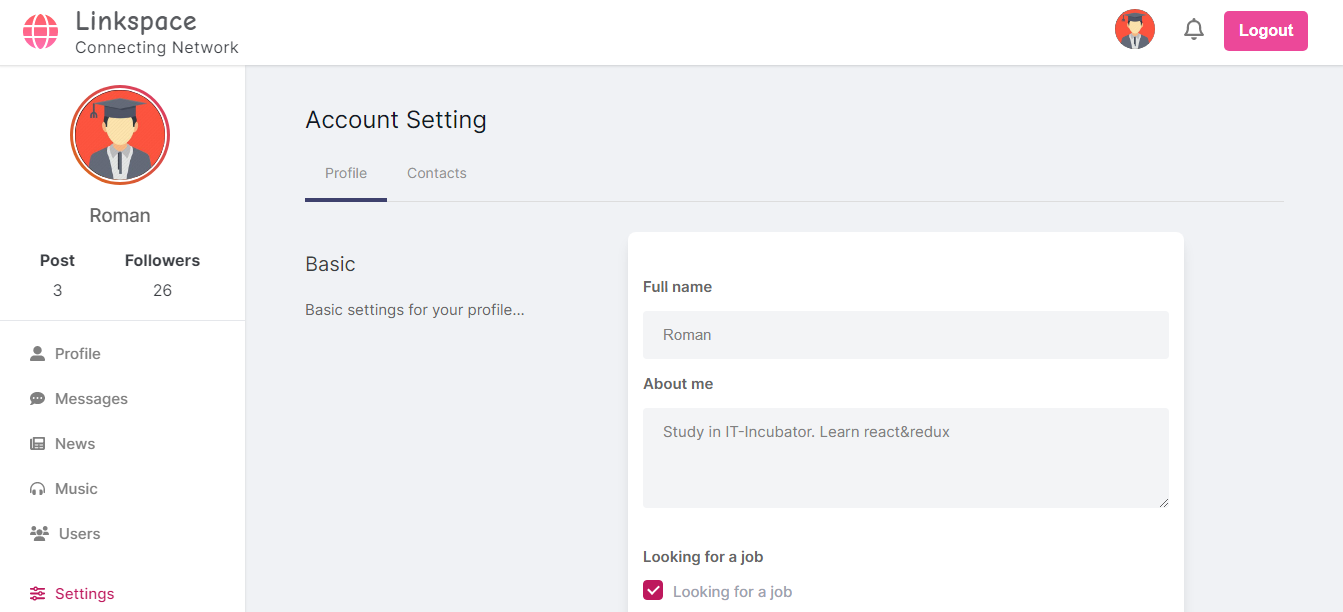 Linkspace
Connecting Network
Logout
Roman
Post Followers
3 26
Profile
Messages
News
Music
Users
Settings
Account Setting
Profile Contacts
Basic
Basic settings for your profile...
Full name
Roman
About me
Study in IT-Incubator. Learn react&redux
Looking for a job
Looking for a job